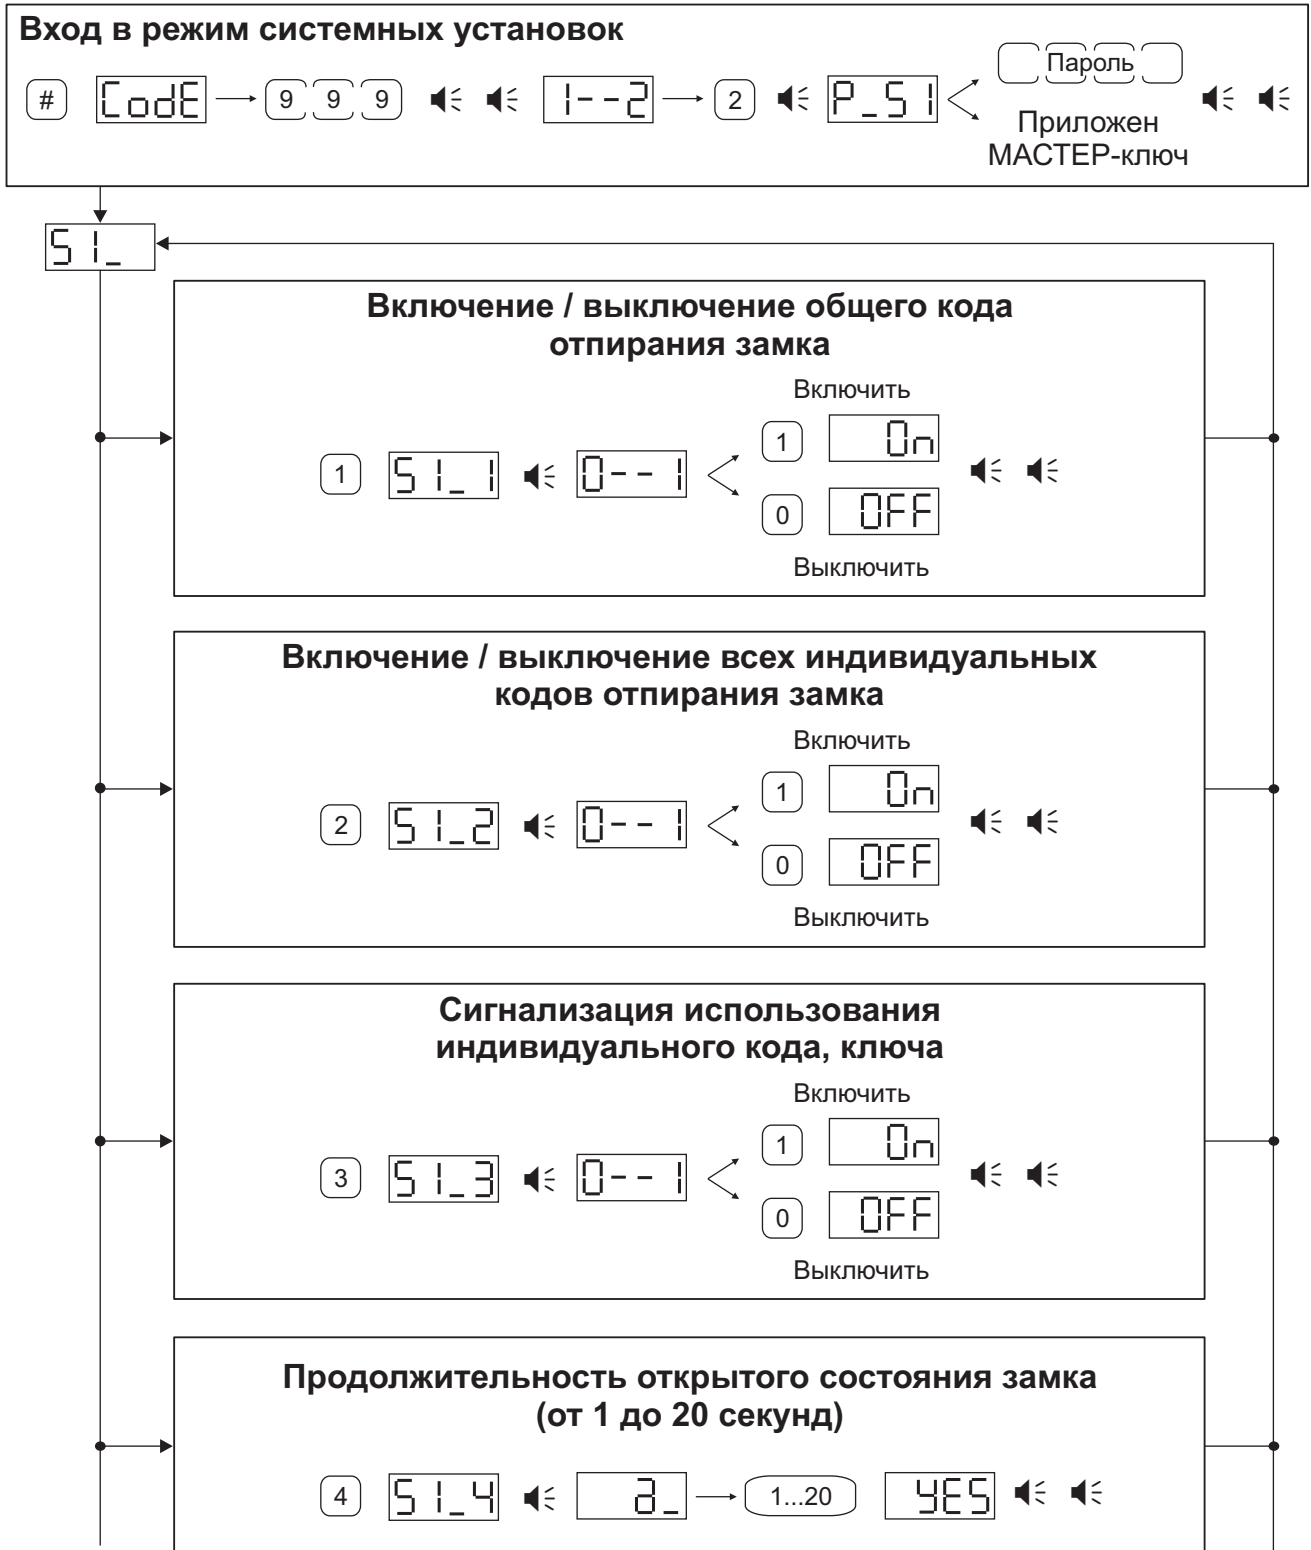 Вход в режим системных установок
# CodE 9 9 9 1--2 2 P_S1 Пароль
Приложен
МАСТЕР-ключ
S1_
Включение / выключение общего кода
отпирания замка
Включить
1 S1_1 0--1 1 On
0 OFF
Выключить
Включение / выключение всех индивидуальных
кодов отпирания замка
Включить
2 S1_2 0--1 1 On
0 OFF
Выключить
Сигнализация использования
индивидуального кода, ключа
Включить
3 S1_3 0--1 1 On
0 OFF
Выключить
Продолжительность открытого состояния замка
(от 1 до 20 секунд)
4 S1_4 д_ 1...20 YES